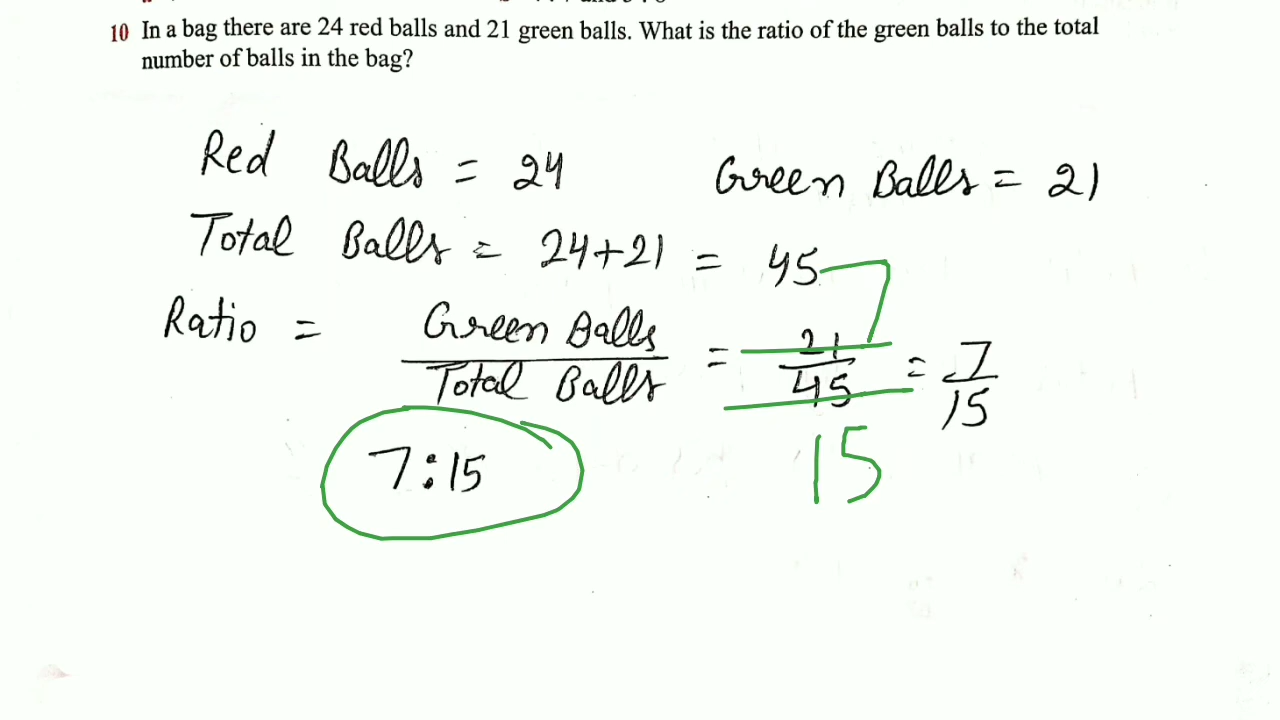 10 In a bag there are 24 red balls and 21 green balls. What is the ratio of the green balls to the total
number of balls in the bag?
Red Balls = 24 Green Balls = 21
Total Balls = 24+21 = 45
Ratio = Green Balls / Total Balls = 21/45 = 7/15
7
15
7:15